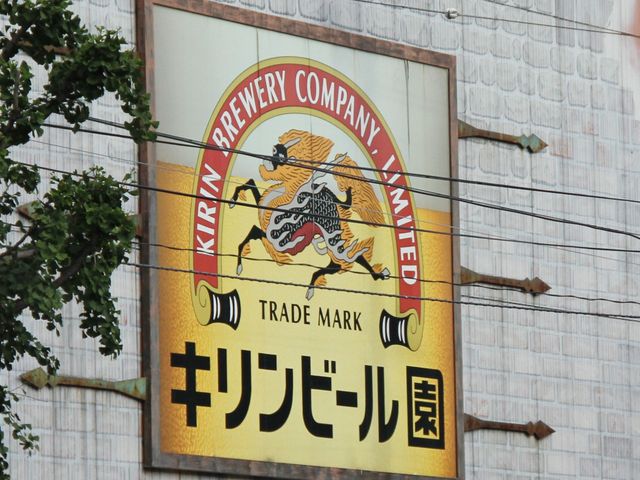 KIRIN BREWERY COMPANY, LIMITED
TRADE MARK
キリンビール園